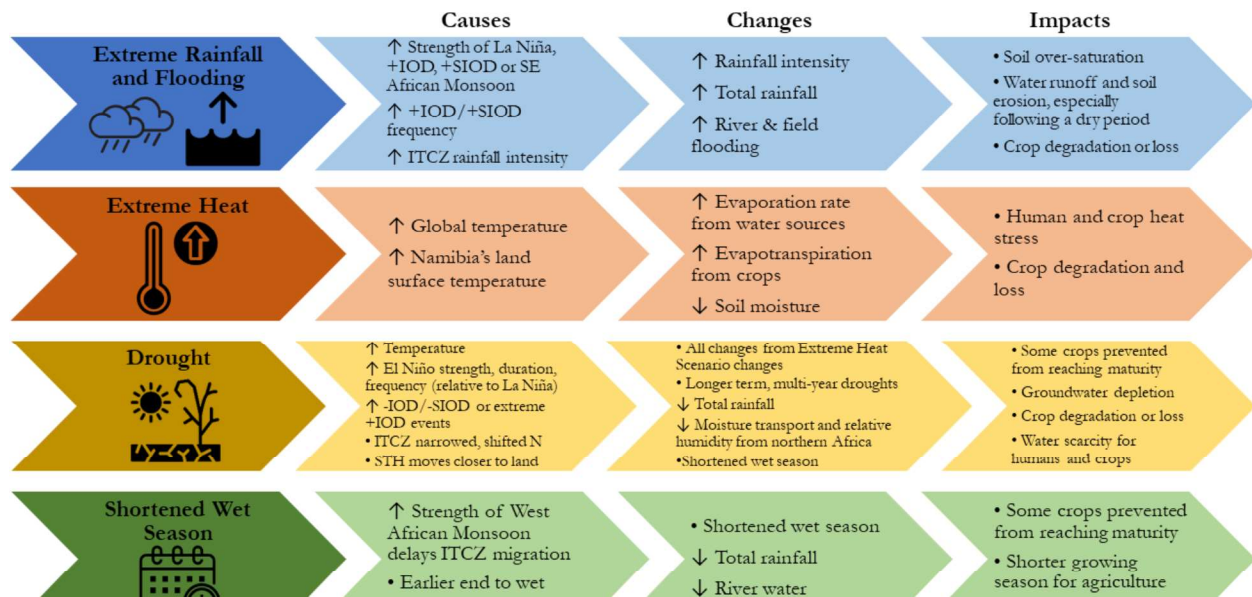 Causes
Changes
Impacts
Extreme Rainfall
and Flooding
↑ Strength of La Niña,
+IOD, +SIOD or SE
African Monsoon
↑ +IOD/+SIOD
frequency
↑ ITCZ rainfall intensity
↑ Rainfall intensity
↑ Total rainfall
↑ River & field
flooding
• Soil over-saturation
• Water runoff and soil
erosion, especially
following a dry period
• Crop degradation or loss
Extreme Heat
↑ Global temperature
↑ Namibia's land
surface temperature
↑ Evaporation rate
from water sources
↑ Evapotranspiration
from crops
↓ Soil moisture
• Human and crop heat
stress
• Crop degradation and
loss
Drought
↑ Temperature
↑ El Niño strength, duration,
frequency (relative to La Niña)
↑ -IOD/-SIOD or extreme
+IOD events
• ITCZ narrowed, shifted N
• STH moves closer to land
• All changes from Extreme Heat
Scenario changes
• Longer term, multi-year droughts
↓ Total rainfall
↓ Moisture transport and relative
humidity from northern Africa
•Shortened wet season
• Some crops prevented
from reaching maturity
• Groundwater depletion
• Crop degradation or loss
• Water scarcity for
humans and crops
Shortened Wet
Season
↑ Strength of West
African Monsoon
delays ITCZ migration
• Earlier end to wet
• Shortened wet season
↓ Total rainfall
↓ River water
• Some crops prevented
from reaching maturity
• Shorter growing
season for agriculture